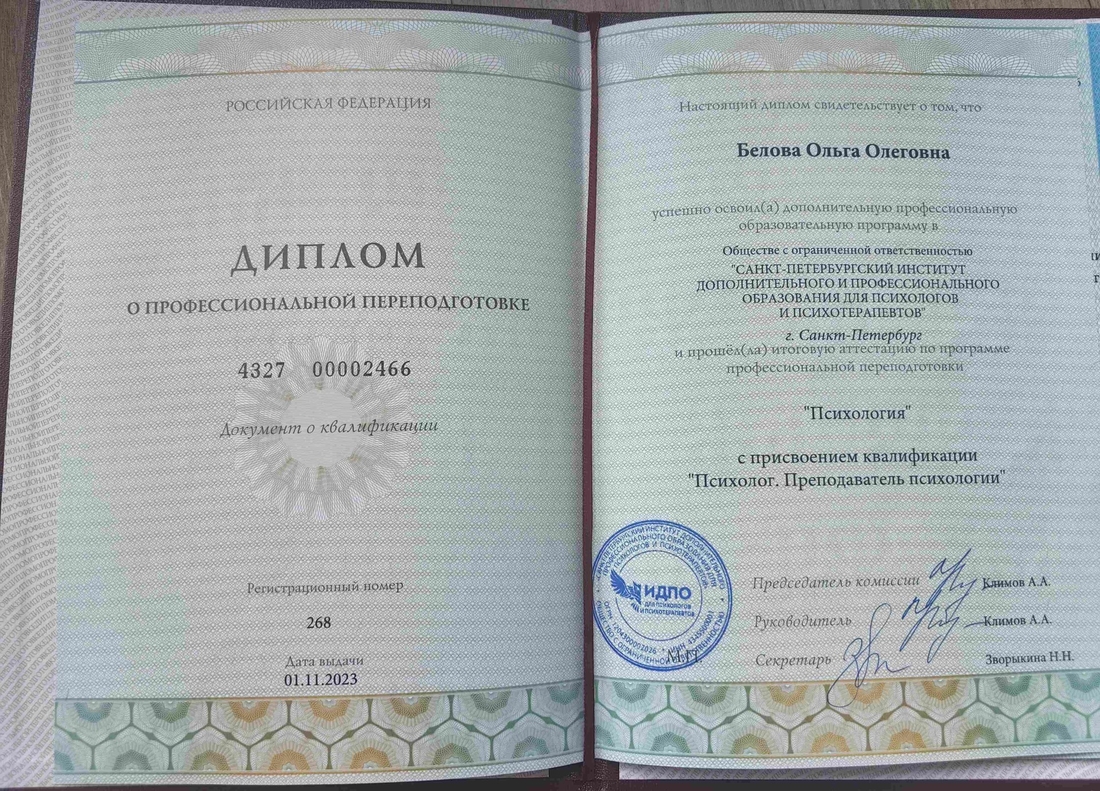 РОССИЙСКАЯ ФЕДЕРАЦИЯ
ДИПЛОМ
О ПРОФЕССИОНАЛЬНОЙ ПЕРЕПОДГОТОВКЕ
4327 00002466
Документ о квалификации
Регистрационный номер
268
Дата выдачи
01.11.2023
Настоящий диплом свидетельствует о том, что
Белова Ольга Олеговна
успешно освоил(а) дополнительную профессиональную
образовательную программу в
Обществе с ограниченной ответственностью
"САНКТ-ПЕТЕРБУРГСКИЙ ИНСТИТУТ
ДОПОЛНИТЕЛЬНОГО И ПРОФЕССИОНАЛЬНОГО
ОБРАЗОВАНИЯ ДЛЯ ПСИХОЛОГОВ
И ПСИХОТЕРАПЕВТОВ"
г. Санкт-Петербург
и прошёл(ла) итоговую аттестацию по программе
профессиональной переподготовки
"Психология"
с присвоением квалификации
"Психолог. Преподаватель психологии"
ИДПО
ДЛЯ ПСИХОЛОГОВ
И ПСИХОТЕРАПЕВТОВ
М.П.
Председатель комиссии Климов А.А.
Руководитель Климов А.А.
Секретарь Зворыкина Н.Н.